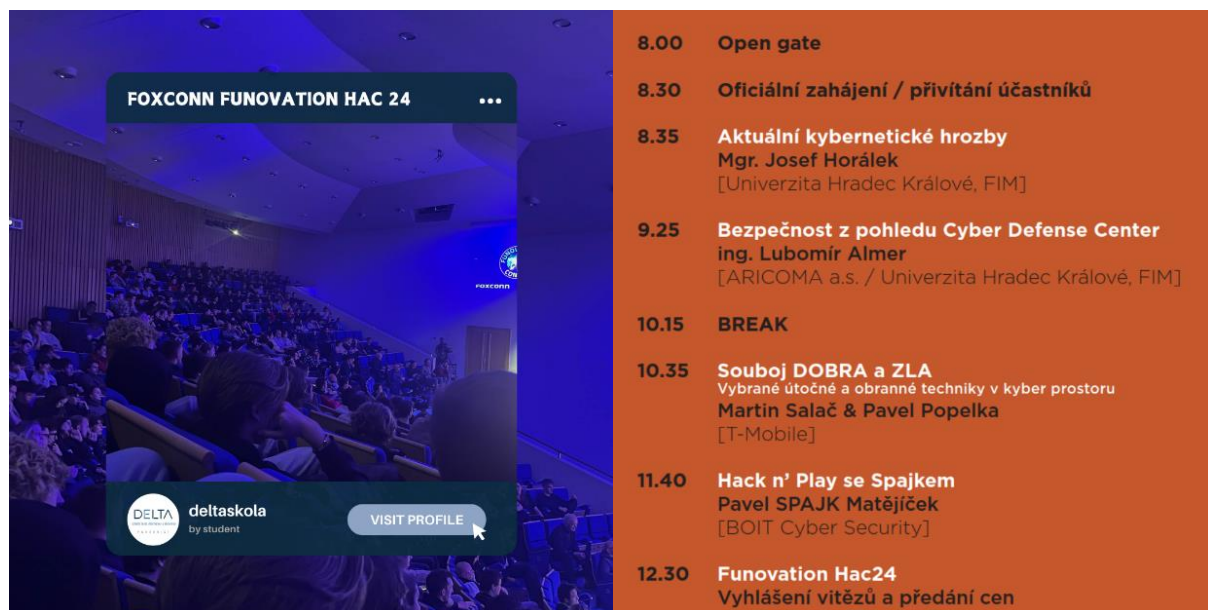 FOXCONN FUNOVATION HAC 24
FOXCONN
DELTA
deltaskola
by student
VISIT PROFILE
8.00 Open gate
8.30 Oficiální zahájení / přivítání účastníků
8.35 Aktuální kybernetické hrozby
Mgr. Josef Horálek
[Univerzita Hradec Králové, FIM]
9.25 Bezpečnost z pohledu Cyber Defense Center
ing. Lubomír Almer
[ARICOMA a.s. / Univerzita Hradec Králové, FIM]
10.15 BREAK
10.35 Souboj DOBRA a ZLA
Vybrané útočné a obranné techniky v kyber prostoru
Martin Salač & Pavel Popelka
[T-Mobile]
11.40 Hack n’ Play se Spajkem
Pavel SPAJK Matějíček
[BOIT Cyber Security]
12.30 Funovation Hac24
Vyhlášení vitězů a předání cen